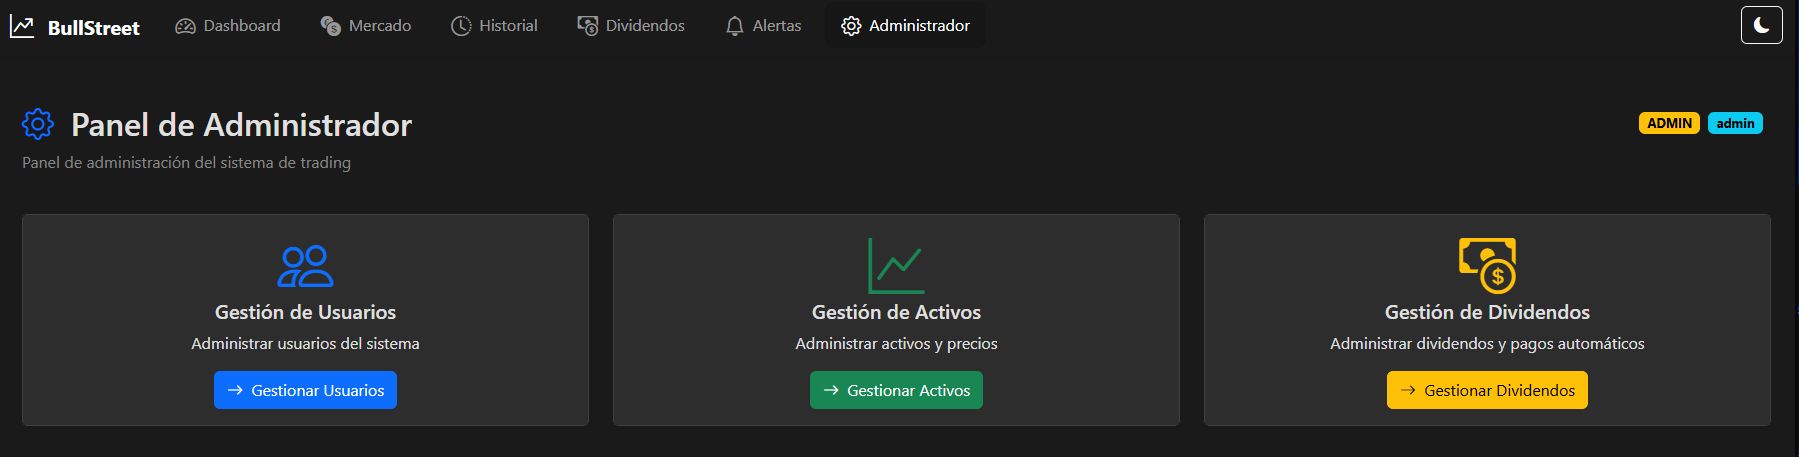 BullStreet Dashboard Mercado Historial Dividendos Alertas Administrador
Panel de Administrador ADMIN admin
Panel de administración del sistema de trading
Gestión de Usuarios
Administrar usuarios del sistema
→ Gestionar Usuarios
Gestión de Activos
Administrar activos y precios
→ Gestionar Activos
Gestión de Dividendos
Administrar dividendos y pagos automáticos
→ Gestionar Dividendos